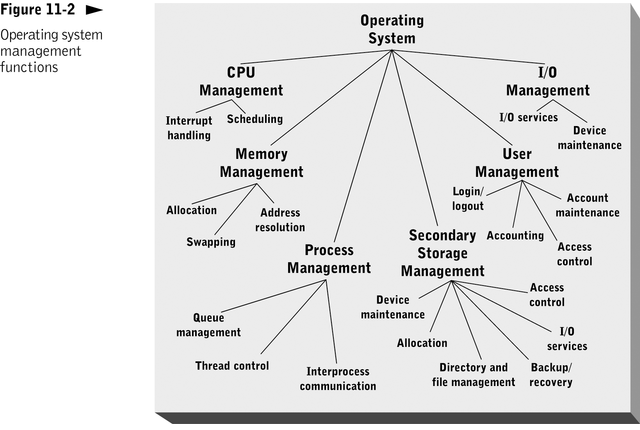 Figure 11-2
Operating system
management
functions
Operating
System
CPU
Management
Interrupt
handling
Scheduling
I/O
Management
I/O services
Device
maintenance
Memory
Management
Allocation
Swapping
Address
resolution
User
Management
Login/
logout
Accounting
Account
maintenance
Access
control
Process
Management
Queue
management
Thread control
Interprocess
communication
Secondary
Storage
Management
Device
maintenance
Allocation
Directory and
file management
Backup/
recovery
I/O
services
Access
control